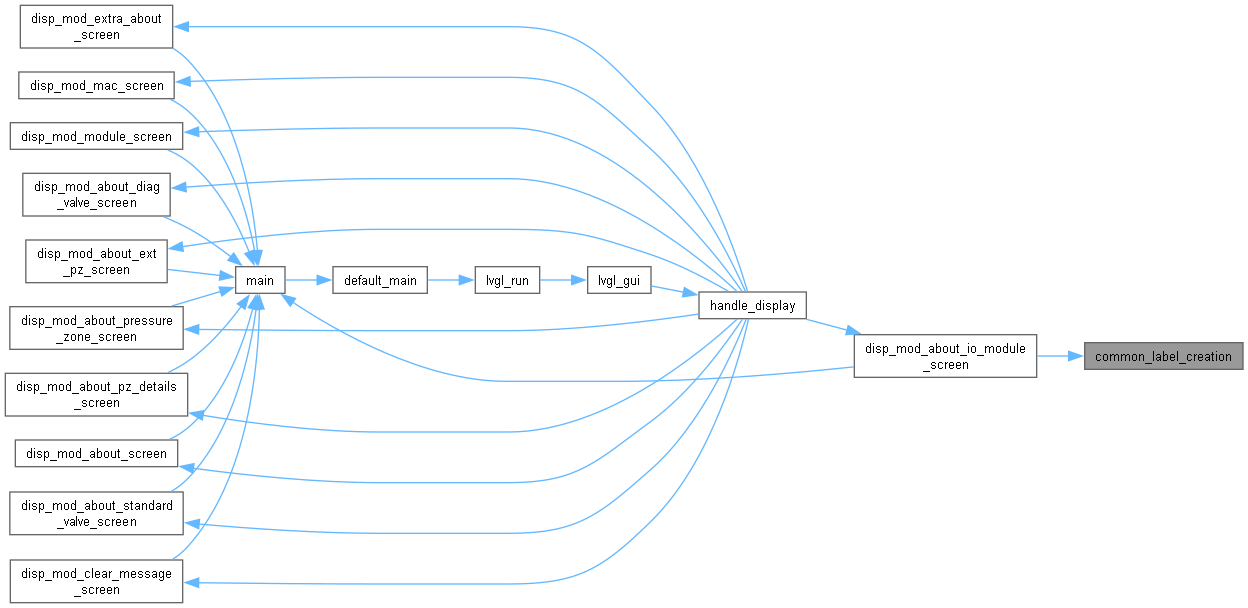 disp_mod_extra_about
_screen
disp_mod_mac_screen
disp_mod_module_screen
disp_mod_about_diag
_valve_screen
disp_mod_about_ext
_pz_screen
main
default_main
lvgl_run
lvgl_gui
handle_display
disp_mod_about_pressure
_zone_screen
disp_mod_about_io_module
_screen
common_label_creation
disp_mod_about_pz_details
_screen
disp_mod_about_screen
disp_mod_about_standard
_valve_screen
disp_mod_clear_message
_screen